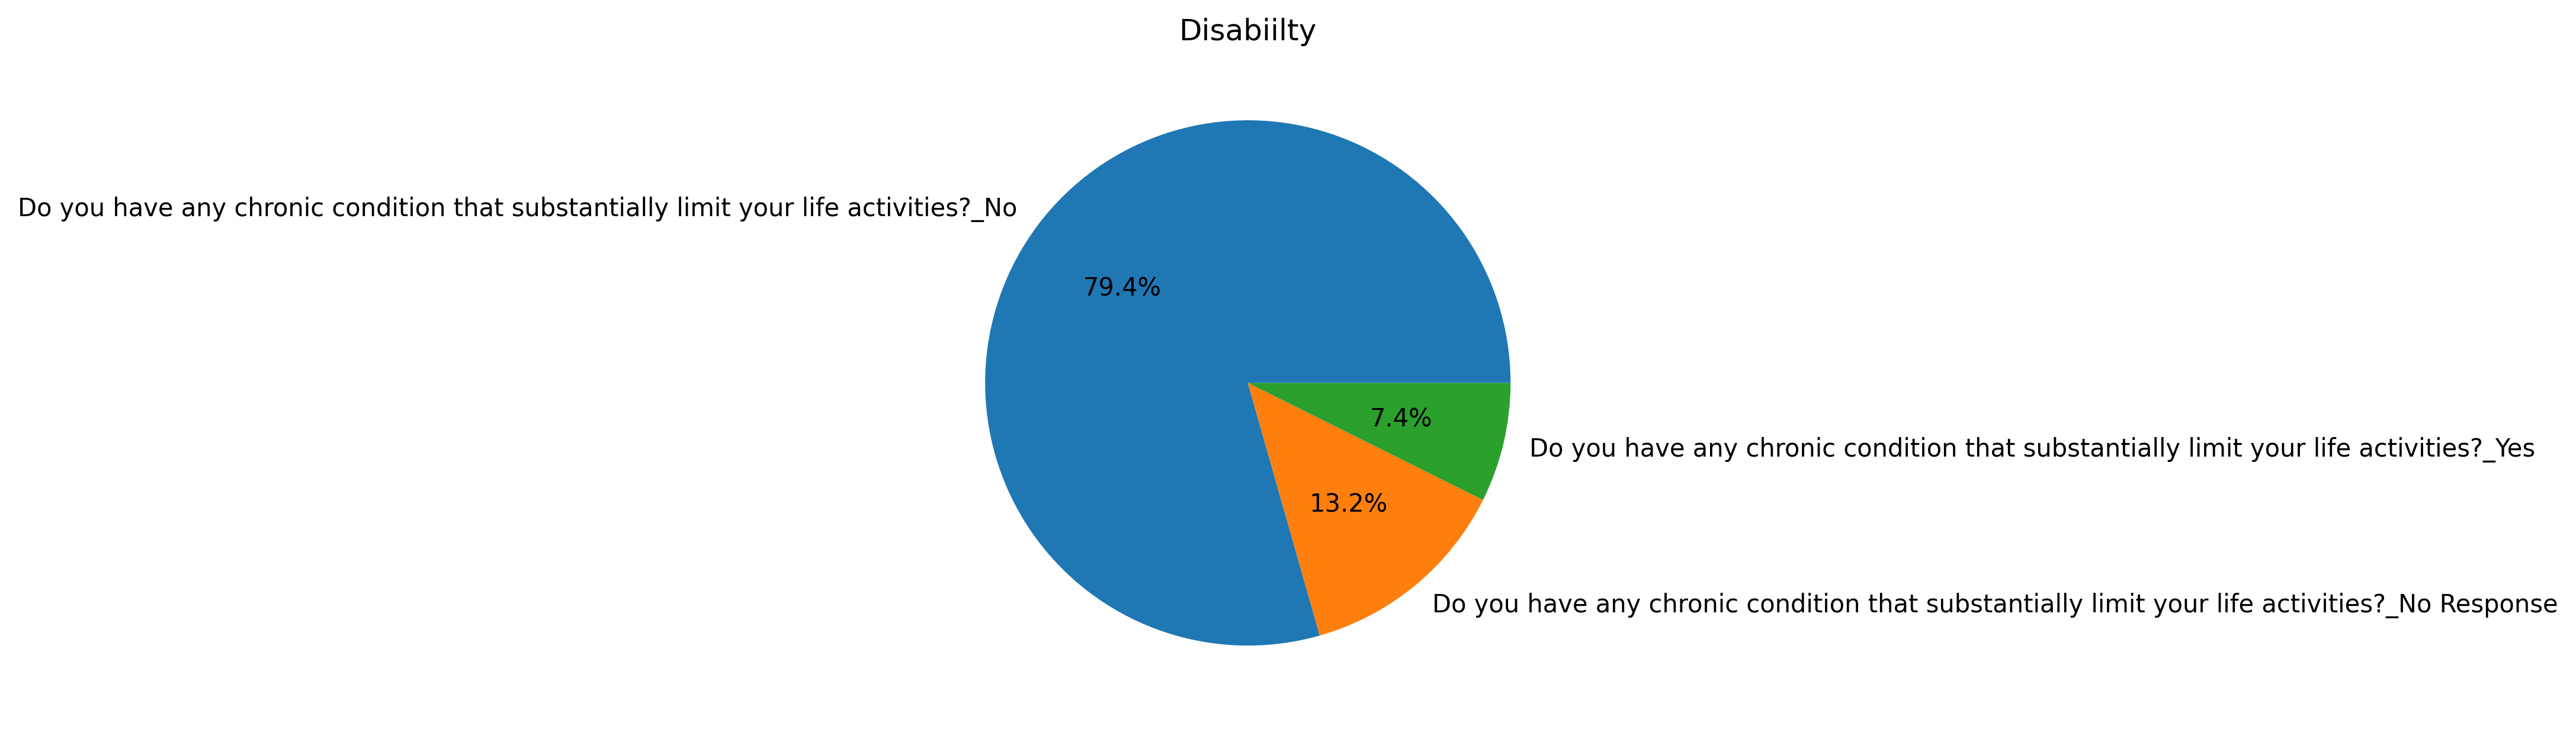 Disabiilty
Do you have any chronic condition that substantially limit your life activities?_No
79.4%
7.4%
Do you have any chronic condition that substantially limit your life activities?_Yes
13.2%
Do you have any chronic condition that substantially limit your life activities?_No Response